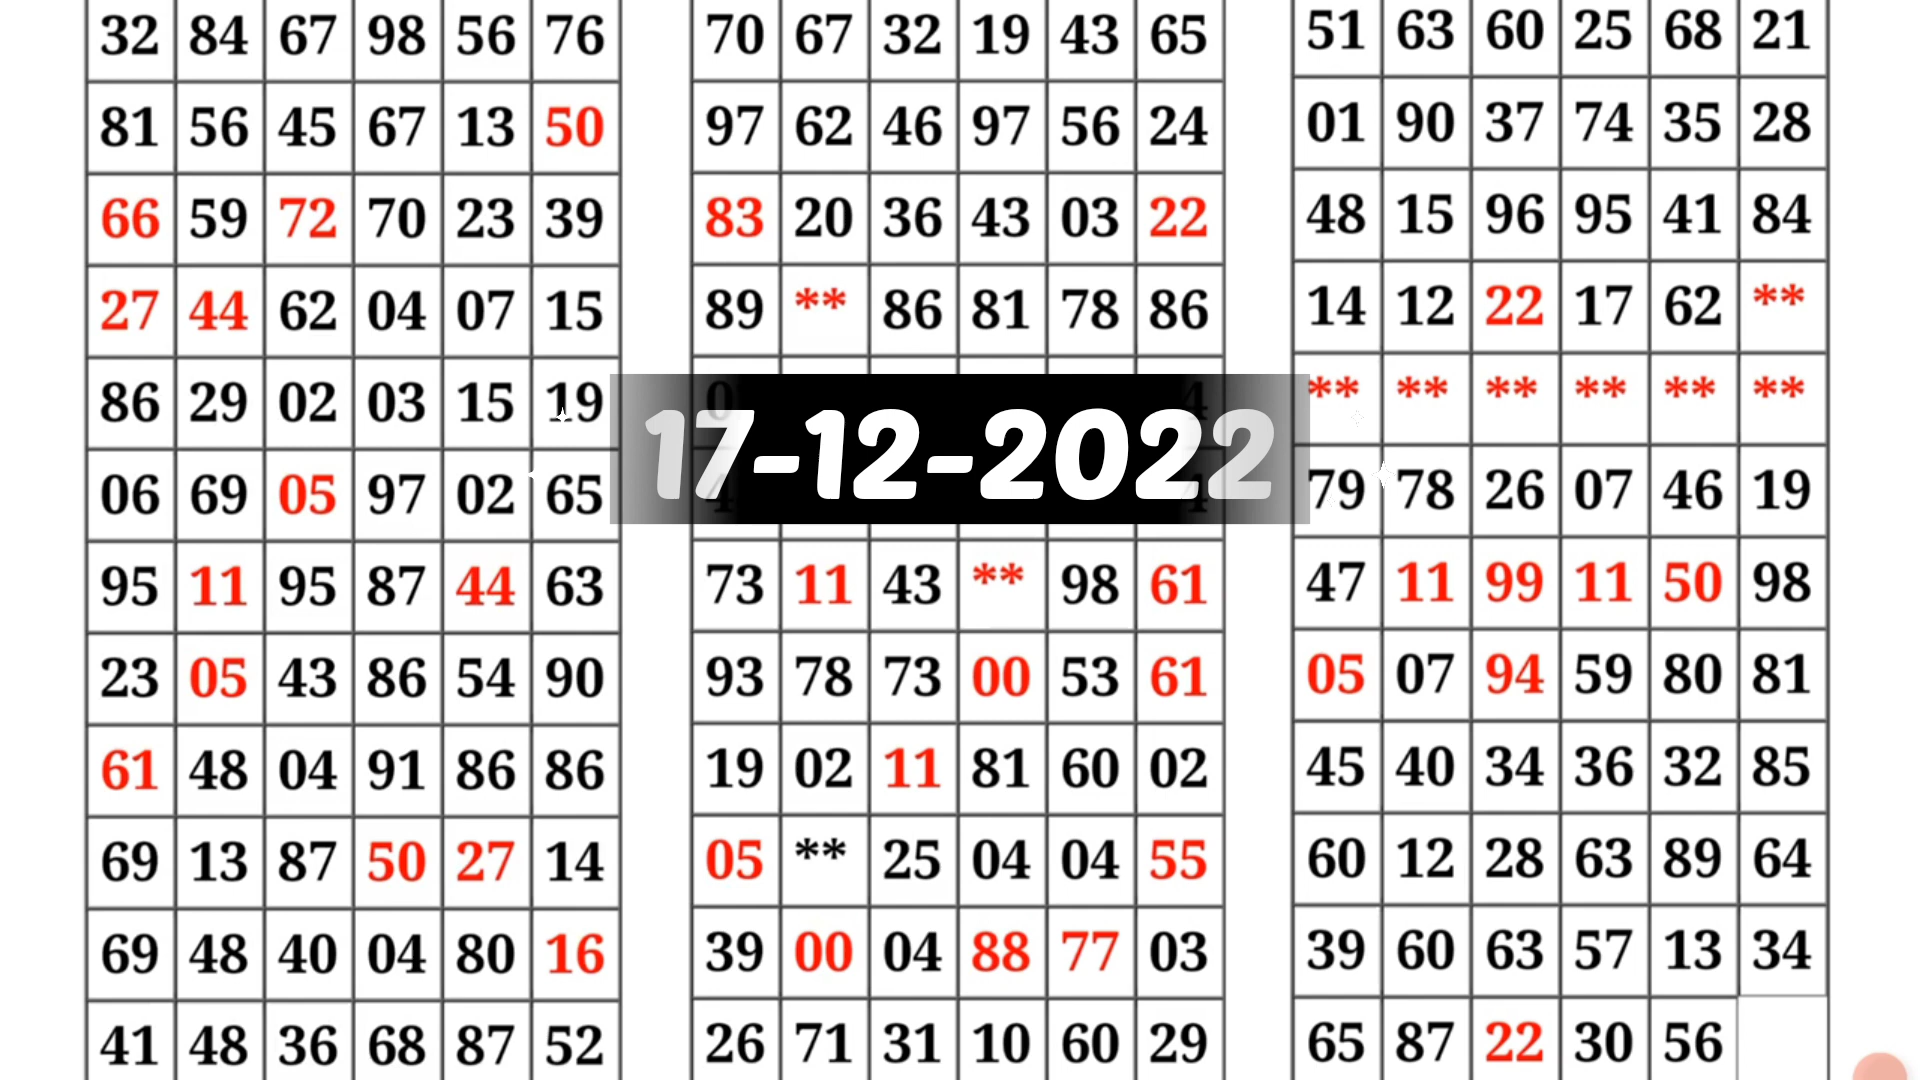 32 84 67 98 56 76
81 56 45 67 13 50
66 59 72 70 23 39
27 44 62 04 07 15
86 29 02 03 15 19
06 69 05 97 02 65
95 11 95 87 44 63
23 05 43 86 54 90
61 48 04 91 86 86
69 13 87 50 27 14
69 48 40 04 80 16
41 48 36 68 87 52
70 67 32 19 43 65
97 62 46 97 56 24
83 20 36 43 03 22
89 ** 86 81 78 86
17-12-2022
73 11 43 ** 98 61
93 78 73 00 53 61
19 02 11 81 60 02
05 ** 25 04 04 55
39 00 04 88 77 03
26 71 31 10 60 29
51 63 60 25 68 21
01 90 37 74 35 28
48 15 96 95 41 84
14 12 22 17 62 **
** ** ** ** ** **
79 78 26 07 46 19
47 11 99 11 50 98
05 07 94 59 80 81
45 40 34 36 32 85
60 12 28 63 89 64
39 60 63 57 13 34
65 87 22 30 56